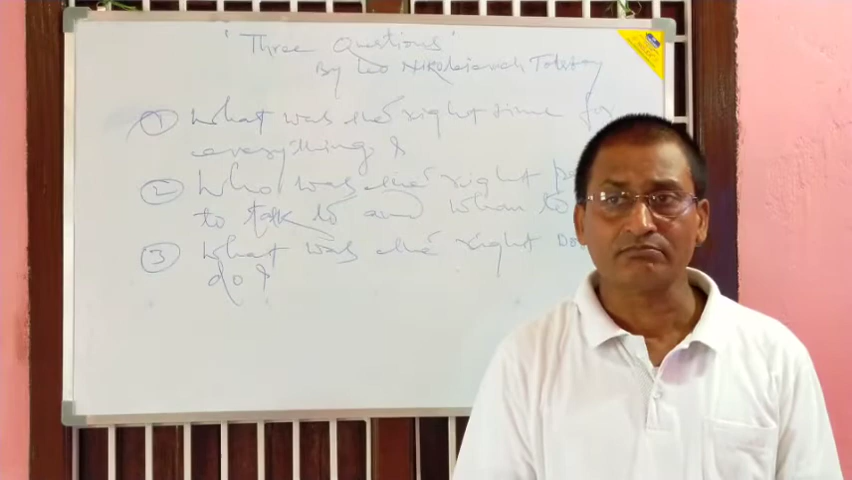 "Three Questions"
By Leo Nikolaievich Tolstoy
① What was the right time for
everything?
② Who was the right
to talk to and whom to
③ What was the right
do?